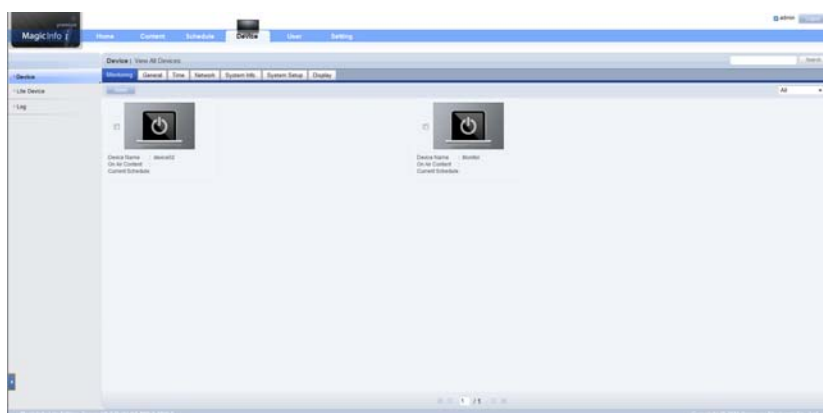 premium
MagicInfo i
admin
Logout
Home Content Schedule Device User Setting
Device | View All Devices
Search
Device
Lite Device
Log
Monitoring General Time Network System Info. System Setup Display
All
Device Name : device02
On Air Content :
Current Schedule:
Device Name : Monitor
On Air Content :
Current Schedule:
1 / 1